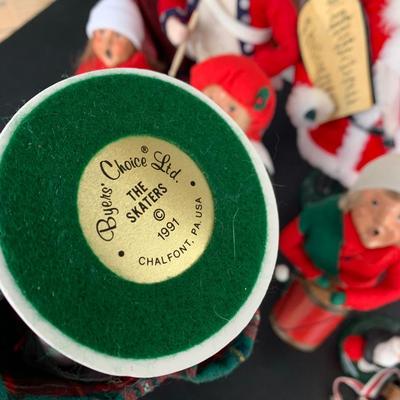 Byers' Choice® Ltd.
THE
SKATERS
©
1991
CHALFONT, PA USA